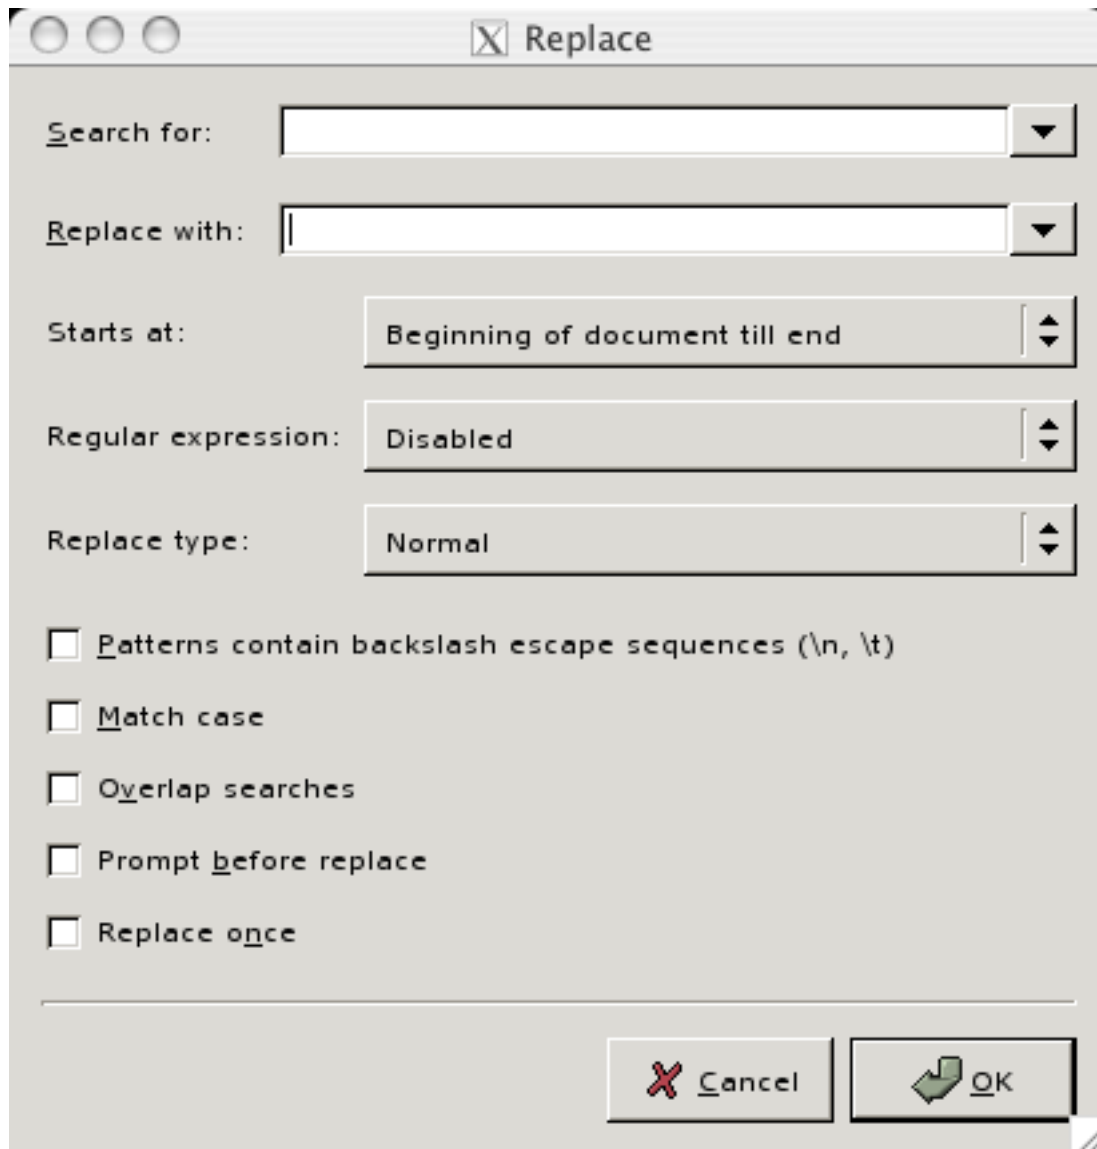 Replace
Search for:
Replace with:
Starts at: Beginning of document till end
Regular expression: Disabled
Replace type: Normal
Patterns contain backslash escape sequences (\n, \t)
Match case
Overlap searches
Prompt before replace
Replace once
Cancel OK